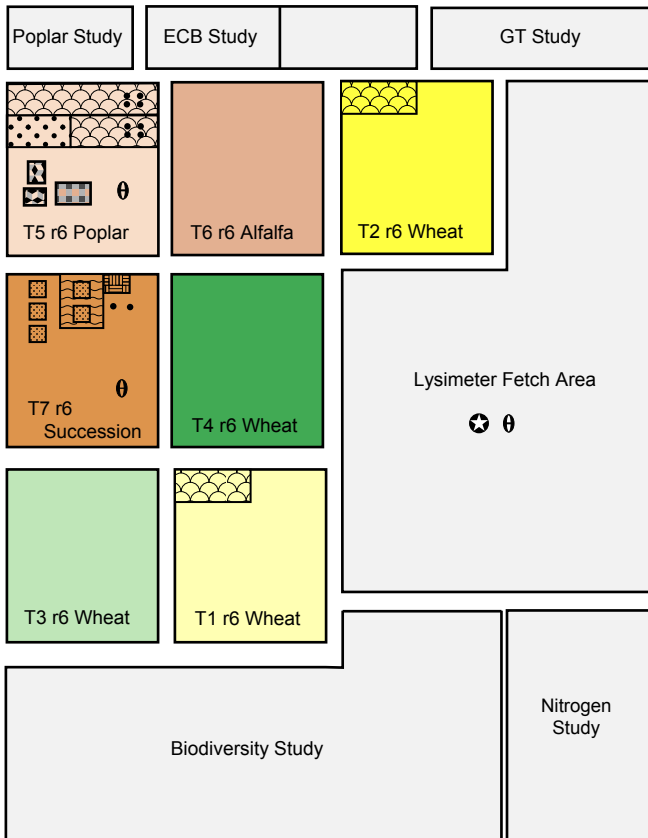 Poplar Study
ECB Study
GT Study
T5 r6 Poplar
T6 r6 Alfalfa
T2 r6 Wheat
T7 r6
Succession
T4 r6 Wheat
Lysimeter Fetch Area
T3 r6 Wheat
T1 r6 Wheat
Biodiversity Study
Nitrogen
Study